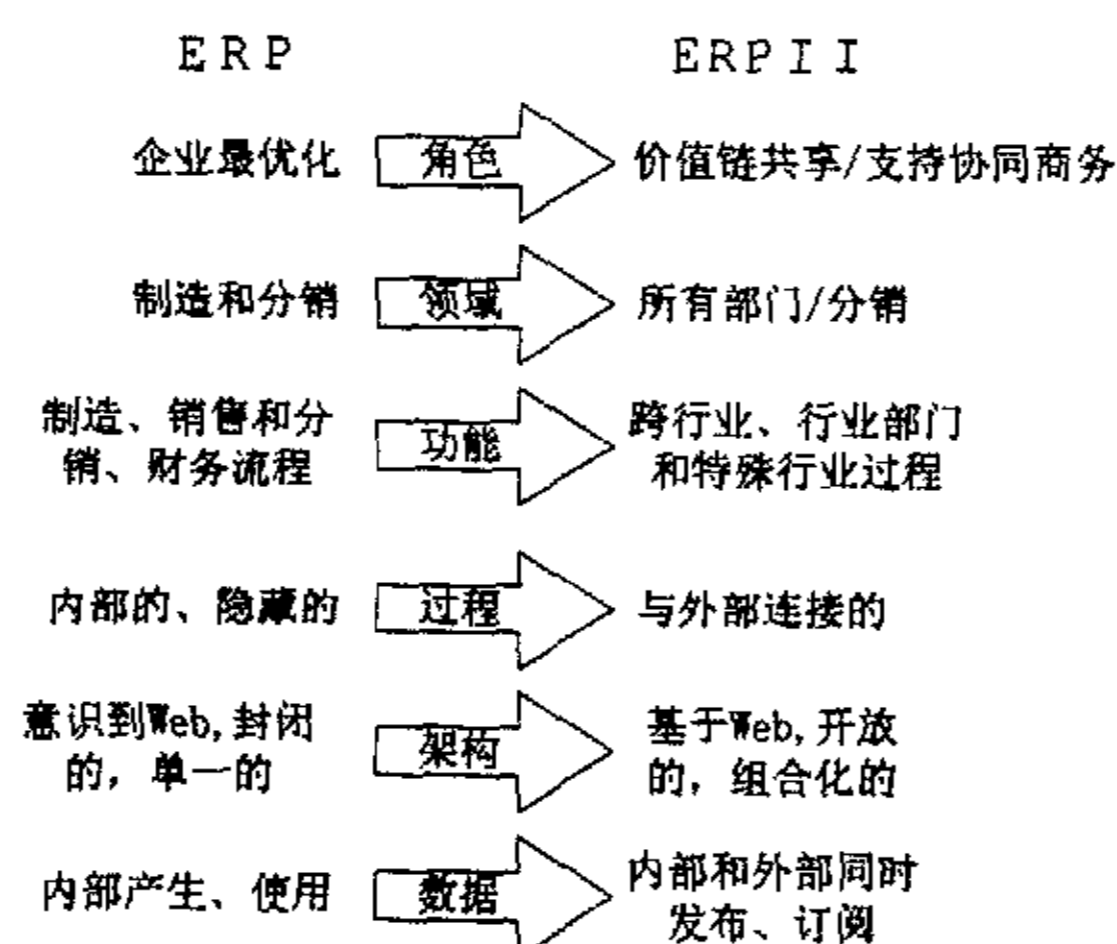 ERP ERPII
企业最优化 角色 价值链共享/支持协同商务
制造和分销 领域 所有部门/分销
制造、销售和分 功能 跨行业、行业部门
销、财务流程 和特殊行业过程
内部的、隐藏的 过程 与外部连接的
意识到Web,封闭 架构 基于Web,开放
的，单一的 的，组合化的
内部产生、使用 数据 内部和外部同时
发布、订阅